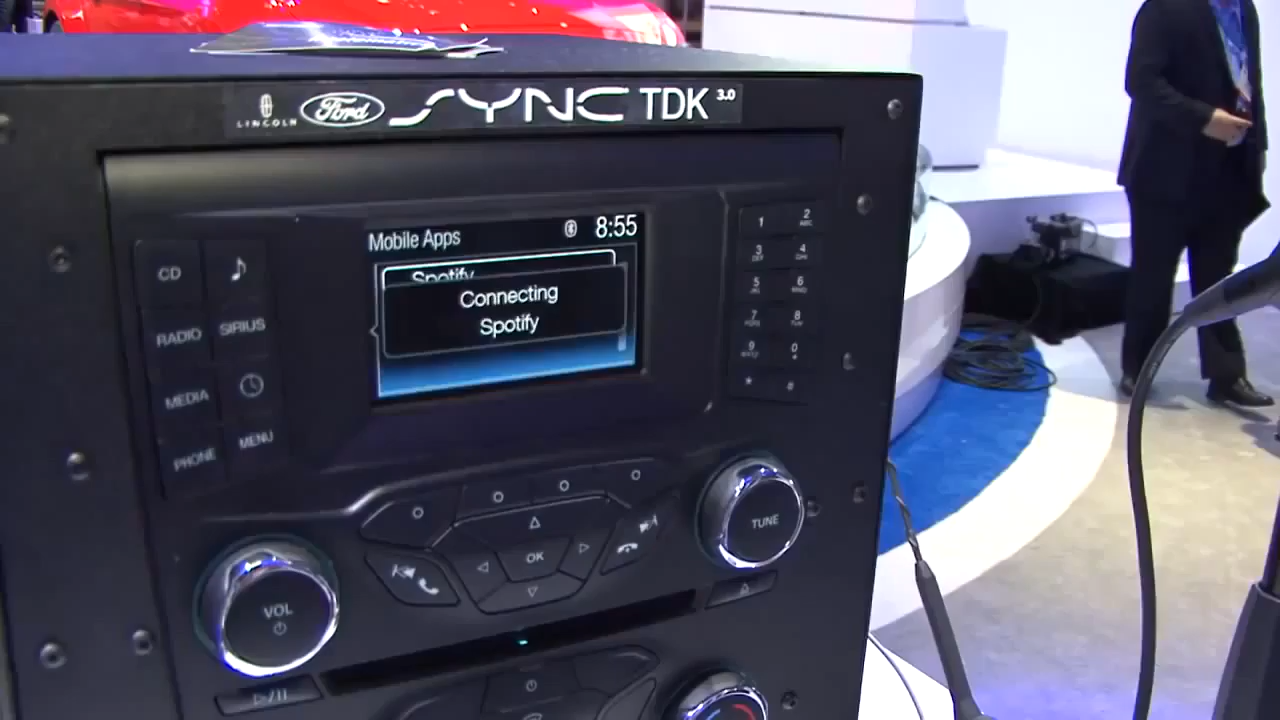 LINCOLN Ford SYNC TDK 3.0
Mobile Apps 8:55
Spotify
Connecting
Spotify
CD
RADIO SIRIUS
MEDIA
PHONE MENU
1 2 ABC
3 DEF 4 GHI
5 JKL 6 MNO
7 PQRS 8 TUV
9 WXYZ 0
* #
OK
VOL
TUNE